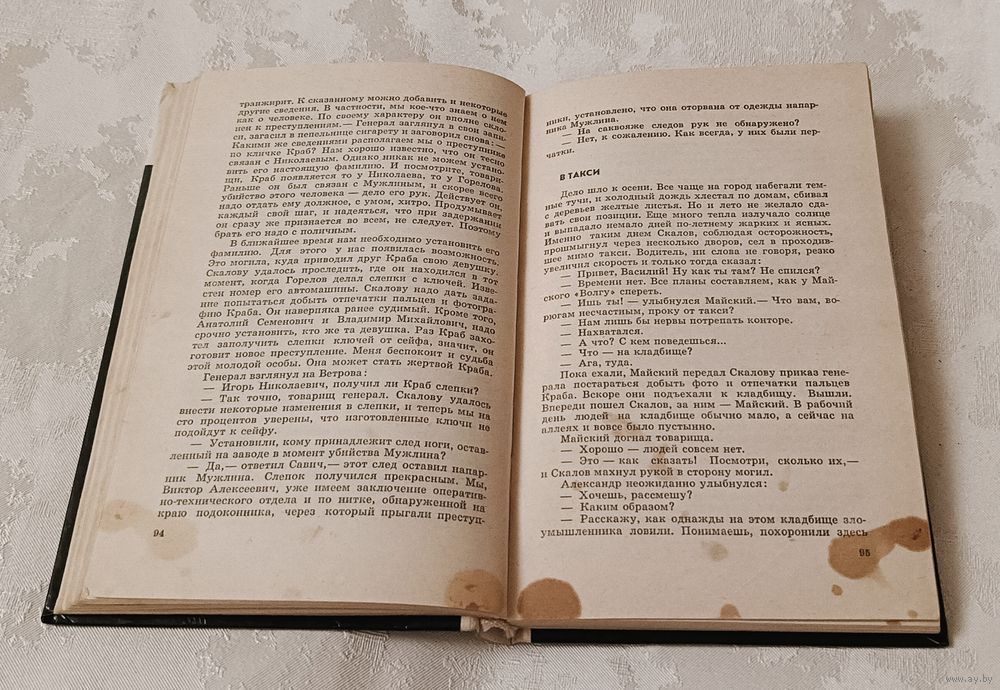 транжирит. К сказанному можно добавить и некоторые
другие сведения. В частности, мы кое-что знаем о нем
как о человеке. По своему характеру он вполне скло-
нен к преступлениям.— Генерал заглянул в свои запи-
си, загасил в пепельнице сигарету и заговорил снова: —
Какими же сведениями располагаем мы о преступнике
по кличке Краб? Нам хорошо известно, что он тесно
связан с Николаевым. Однако никак не можем устано-
вить его настоящую фамилию. И посмотрите, товари-
щи, Краб появляется то у Николаева, то у Горелова.
Раньше он был связан с Мужлиным, и скорее всего
убийство этого человека — дело его рук. Действует он,
надо отдать ему должное, с умом, хитро. Продумывает
каждый свой шаг, и надеяться, что при задержании
он сразу же признается во всем, не следует. Поэтому
брать его надо с поличным.
В ближайшее время нам необходимо установить его
фамилию. Для этого у нас появилась возможность.
Это могила, куда приводил друг Краба свою девушку.
Скалову удалось проследить, где он находился в тот
момент, когда Горелов делал слепки с ключей. Изве-
стен номер его автомашины. Скалову надо дать зада-
ние попытаться добыть отпечатки пальцев и фотогра-
фию Краба. Он наверняка ранее судимый. Кроме того,
Анатолий Семенович и Владимир Михайлович, надо
срочно установить, кто же та девушка. Раз Краб захо-
тел заполучить слепки ключей от сейфа, значит, он
готовит новое преступление. Меня беспокоит и судьба
этой молодой особы. Она может стать жертвой Краба.
Генерал взглянул на Ветрова:
— Игорь Николаевич, получил ли Краб слепки?
— Так точно, товарищ генерал. Скалову удалось
внести некоторые изменения в слепки, и теперь мы на
сто процентов уверены, что изготовленные ключи не
подойдут к сейфу.
— Установили, кому принадлежит след ноги, остав-
ленный на заводе в момент убийства Мужлина?
— Да,— ответил Савич,— этот след оставил напар-
ник Мужлина. Слепок получился прекрасным. Мы,
Виктор Алексеевич, уже имеем заключение оператив-
но-технического отдела и по нитке, обнаруженной на
краю подоконника, через который прыгали преступ-
94
ники, установлено, что она оторвана от одежды напар-
ника Мужлина.
— На саквояже следов рук не обнаружено?
— Нет, к сожалению. Как всегда, у них были пер-
чатки.
В ТАКСИ
Дело шло к осени. Все чаще на город набегали тем-
ные тучи, и холодный дождь хлестал по домам, сбивал
с деревьев желтые листья. Но и лето не желало сда-
вать свои позиции. Еще много тепла излучало солнце
и выпадало немало дней по-летнему жарких и ясных.
Именно таким днем Скалов, соблюдая осторожность,
прошмыгнул через несколько дворов, сел в проходив-
шее мимо такси. Водитель, ни слова не говоря, резко
увеличил скорость и только тогда сказал:
— Привет, Василий! Ну как ты там? Не спился?
— Времени нет. Все планы составляем, как у Май-
ского «Волгу» спереть.
— Ишь ты! — улыбнулся Майский.— Что вам, во-
рюгам несчастным, проку от такси?
— Нам лишь бы нервы потрепать конторе.
— Нахватался.
— А что? С кем поведешься...
— Что — на кладбище?
— Ага, туда.
Пока ехали, Майский передал Скалову приказ гене-
рала постараться добыть фото и отпечатки пальцев
Краба. Вскоре они подъехали к кладбищу. Вышли.
Впереди пошел Скалов, за ним — Майский. В рабочий
день людей на кладбище обычно мало, а сейчас на
аллеях и вовсе было пустынно.
Майский догнал товарища.
— Хорошо — людей совсем нет.
— Это — как сказать! Посмотри, сколько их,—
и Скалов махнул рукой в сторону могил.
Александр неожиданно улыбнулся:
— Хочешь, рассмешу?
— Каким образом?
— Расскажу, как однажды на этом кладбище зло-
умышленника ловили. Понимаешь, похоронили здесь
95
www.ay.by